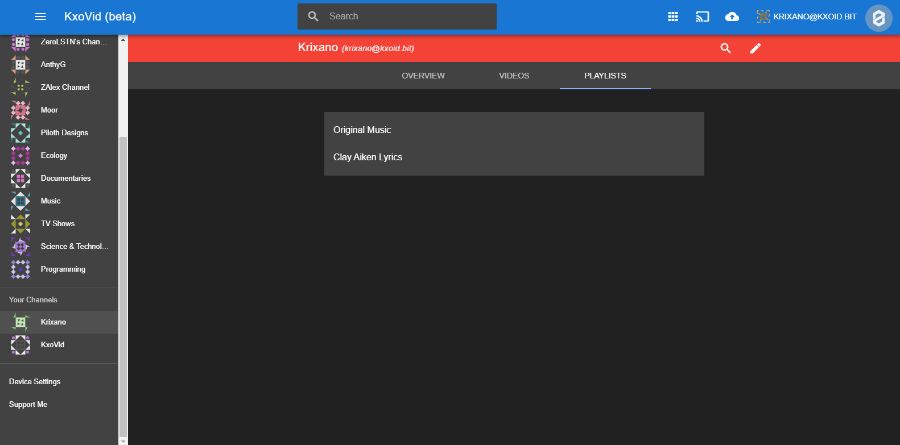 KxoVid (beta)
Search
KRIXANO@KXOID.BIT
ZeroLSTN's Chan...
AnthyG
ZAlex Channel
Moor
Piloth Designs
Ecology
Documentaries
Music
TV Shows
Science & Technol...
Programming
Your Channels
Krixano
KxoVid
Device Settings
Support Me
Krixano (krixano@kxoid.bit)
OVERVIEW VIDEOS PLAYLISTS
Original Music
Clay Aiken Lyrics